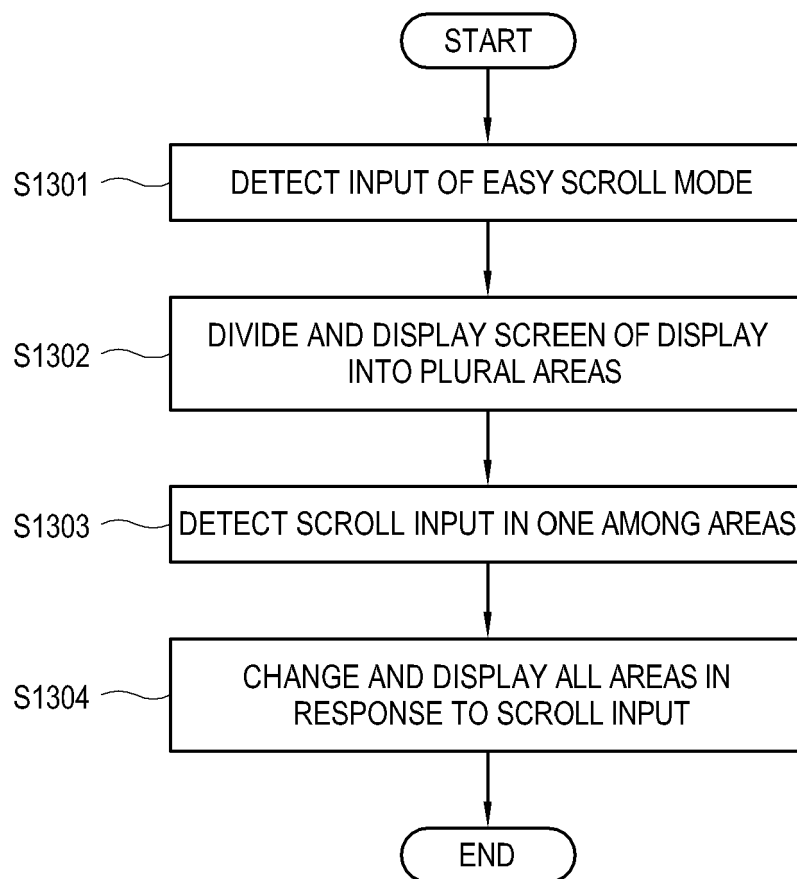 START
S1301
DETECT INPUT OF EASY SCROLL MODE
S1302
DIVIDE AND DISPLAY SCREEN OF DISPLAY
INTO PLURAL AREAS
S1303
DETECT SCROLL INPUT IN ONE AMONG AREAS
S1304
CHANGE AND DISPLAY ALL AREAS IN
RESPONSE TO SCROLL INPUT
END